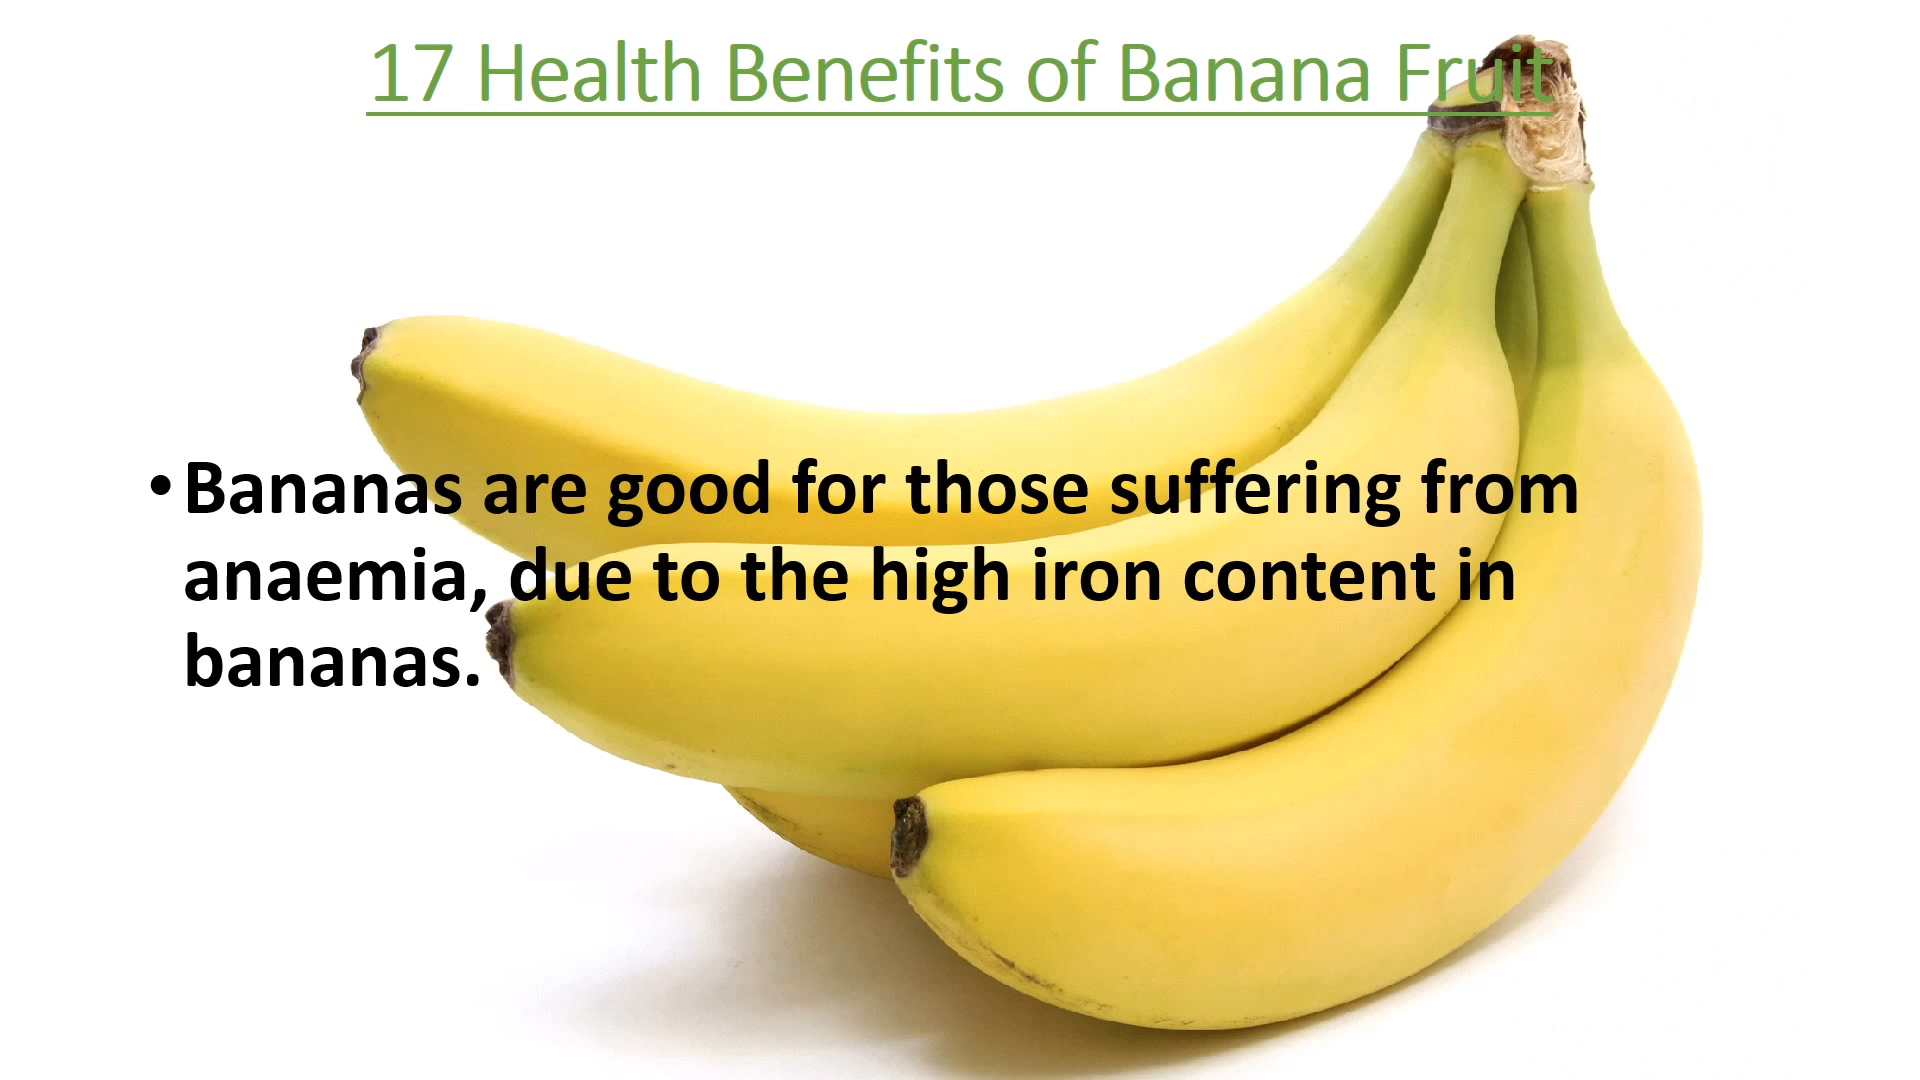 17 Health Benefits of Banana Fruit
•Bananas are good for those suffering from
anaemia, due to the high iron content in
bananas.